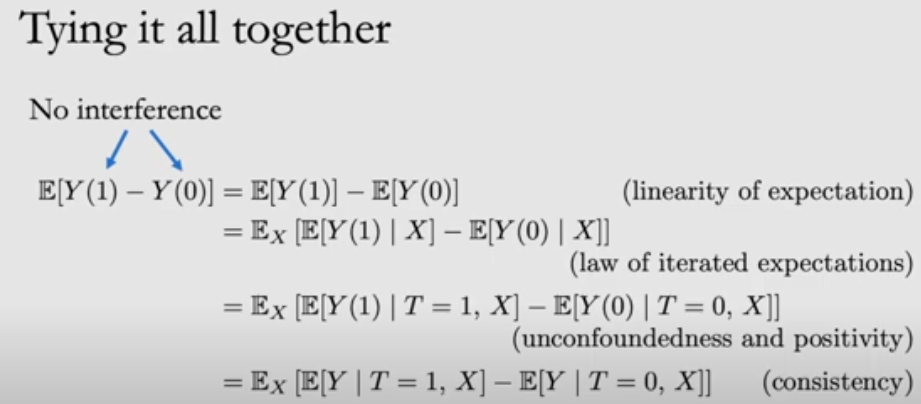 Tying it all together
No interference
𝔼[Y(1) − Y(0)] = 𝔼[Y(1)] − 𝔼[Y(0)] (linearity of expectation)
= 𝔼_X [𝔼[Y(1) | X] − 𝔼[Y(0) | X]]
(law of iterated expectations)
= 𝔼_X [𝔼[Y(1) | T = 1, X] − 𝔼[Y(0) | T = 0, X]]
(unconfoundedness and positivity)
= 𝔼_X [𝔼[Y | T = 1, X] − 𝔼[Y | T = 0, X]] (consistency)